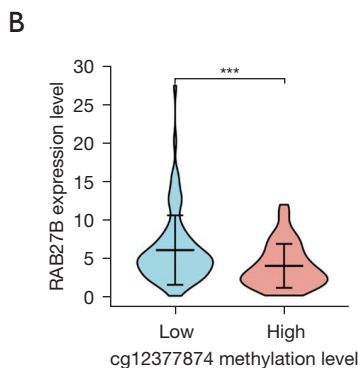 B
***
30
25
20
15
10
5
0
RAB27B expression level
Low High
cg12377874 methylation level